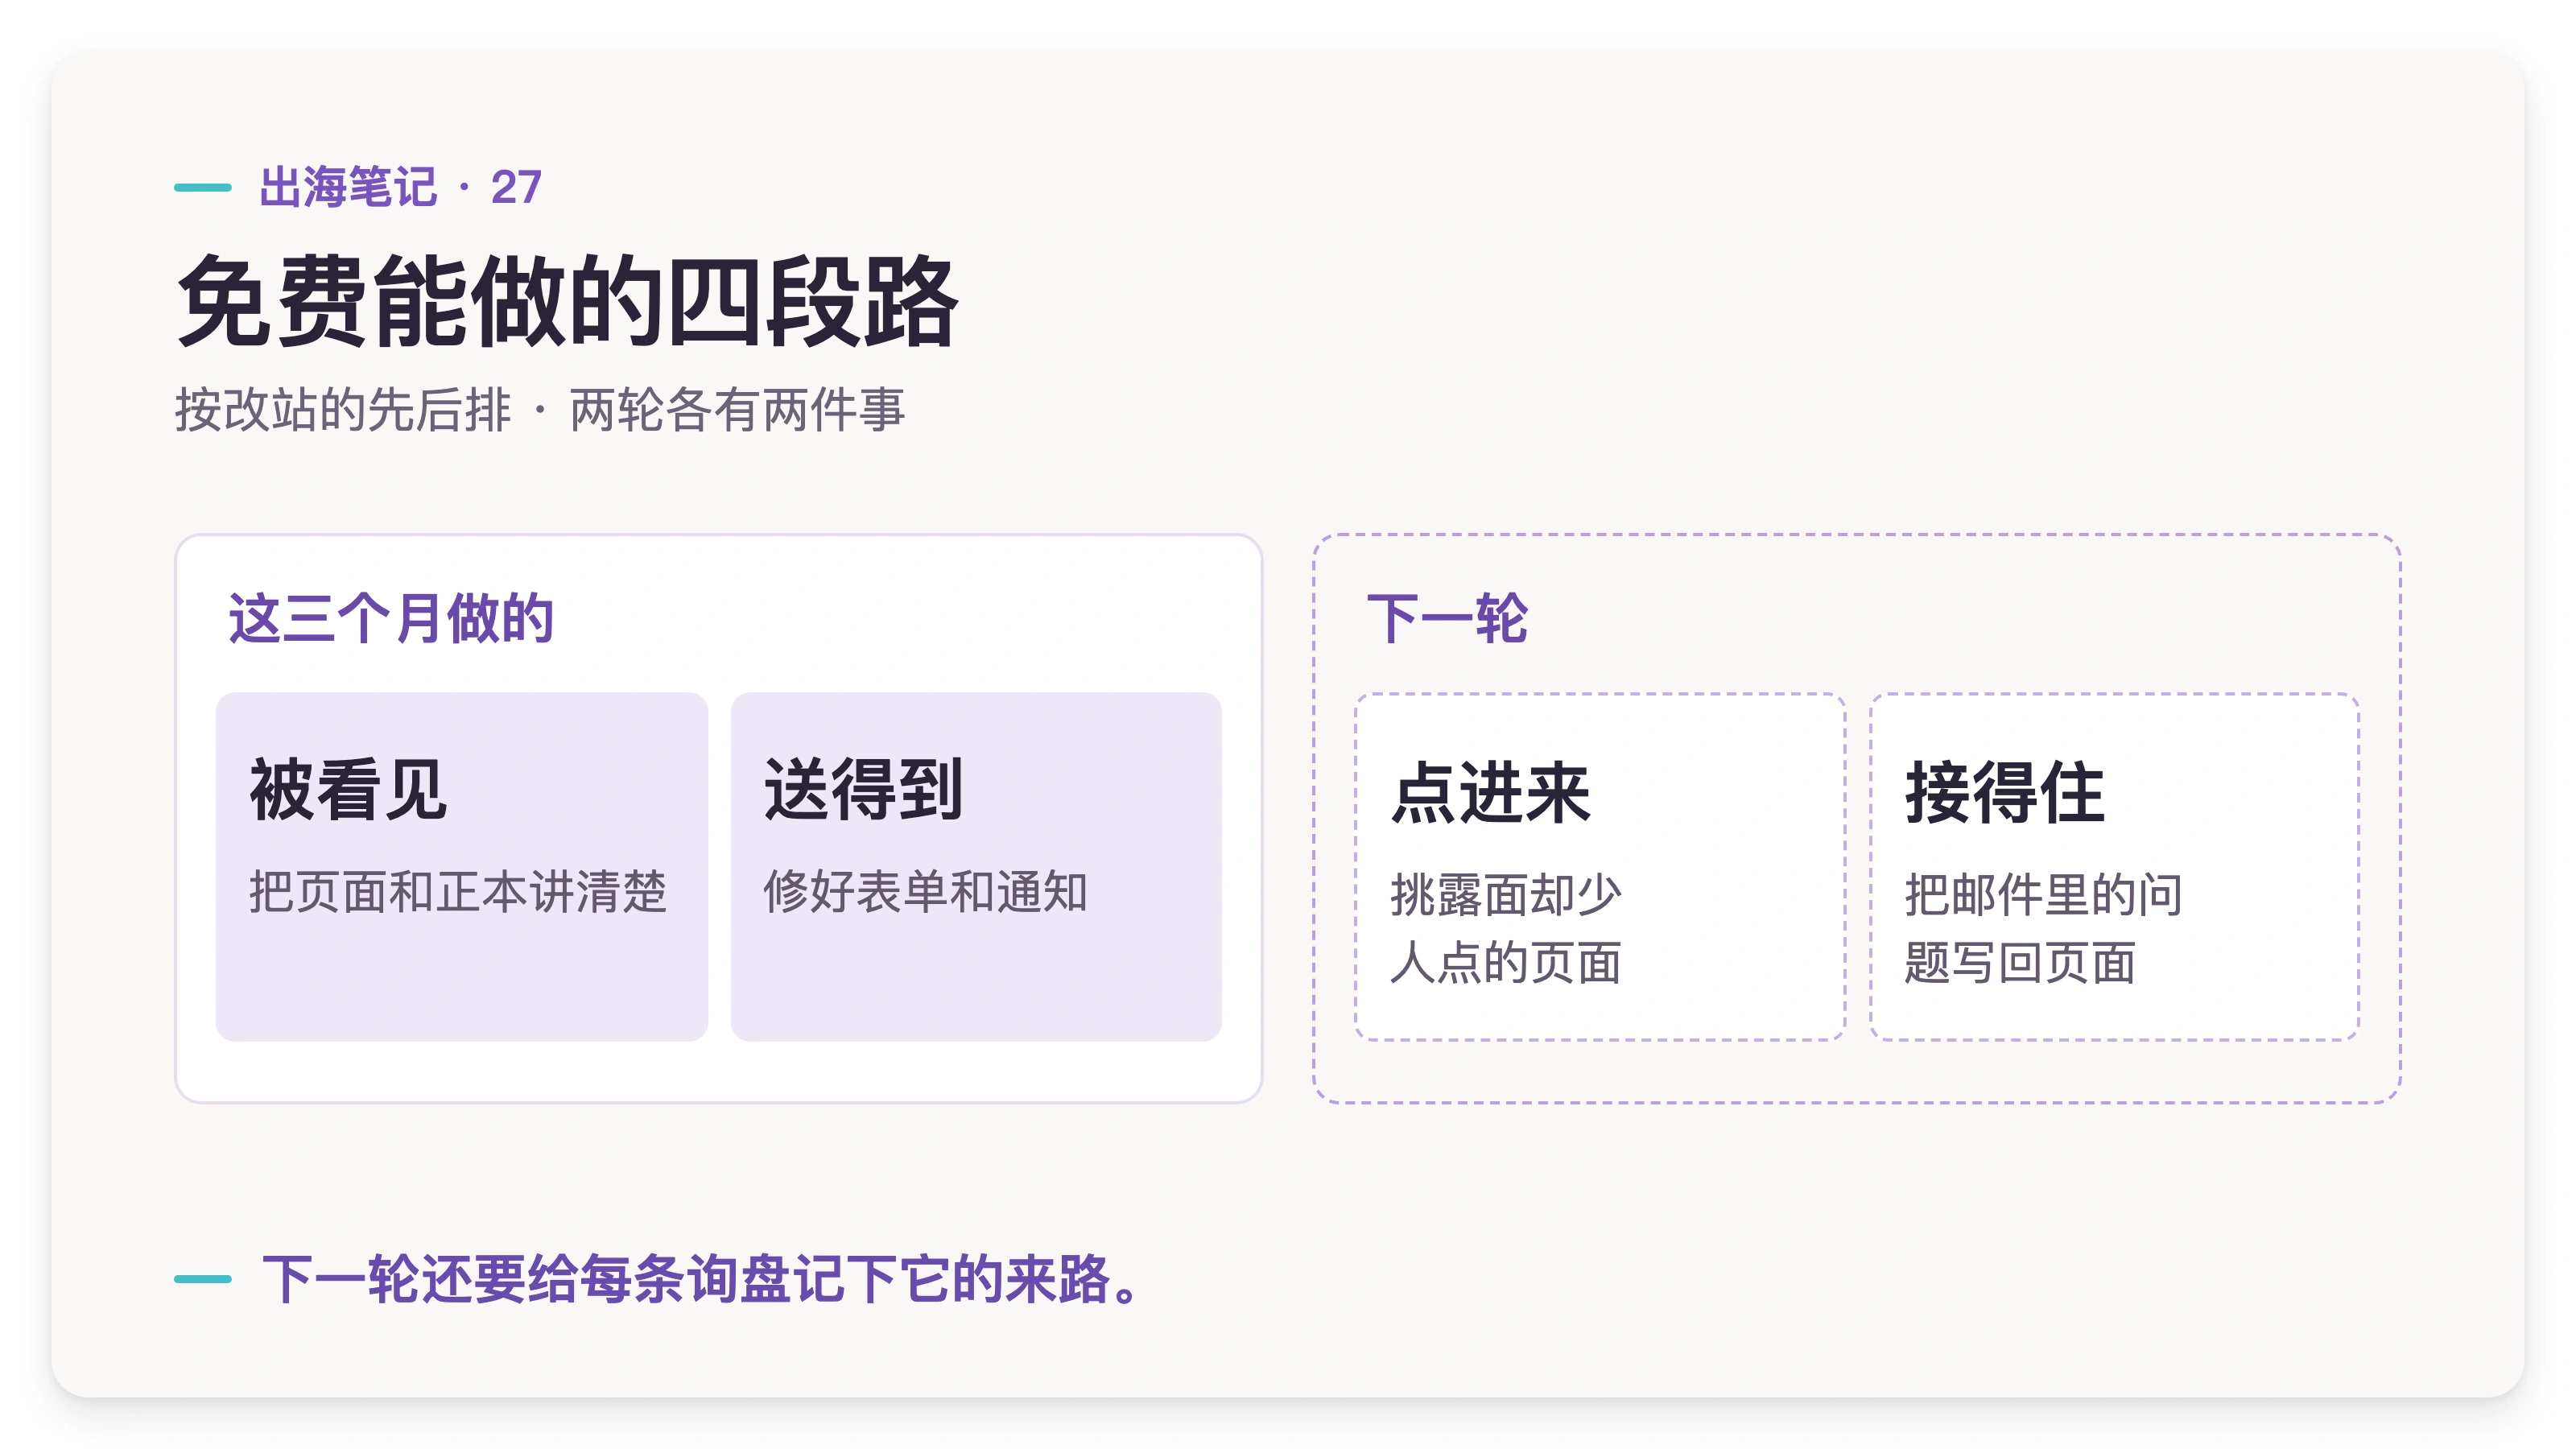 出海笔记 · 27
免费能做的四段路
按改站的先后排 · 两轮各有两件事
这三个月做的
被看见
把页面和正本讲清楚
送得到
修好表单和通知
下一轮
点进来
挑露面却少
人点的页面
接得住
把邮件里的问
题写回页面
下一轮还要给每条询盘记下它的来路。